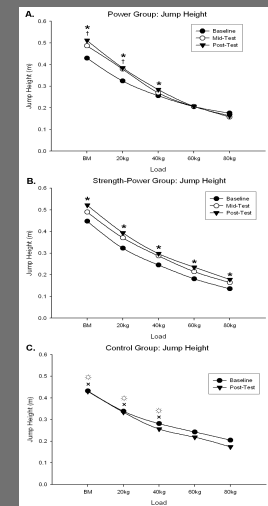 A. Power Group: Jump Height
Baseline
Mid-Test
Post-Test
Jump Height (m)
0.6
0.5
0.4
0.3
0.2
0.1
0.0
*
†
*
†
*
BM 20kg 40kg 60kg 80kg
Load
B. Strength-Power Group: Jump Height
Baseline
Mid-Test
Post-Test
Jump Height (m)
0.6
0.5
0.4
0.3
0.2
0.1
0.0
* * * * *
BM 20kg 40kg 60kg 80kg
Load
C. Control Group: Jump Height
Baseline
Post-Test
Jump Height (m)
0.6
0.5
0.4
0.3
0.2
0.1
0.0
BM 20kg 40kg 60kg 80kg
Load